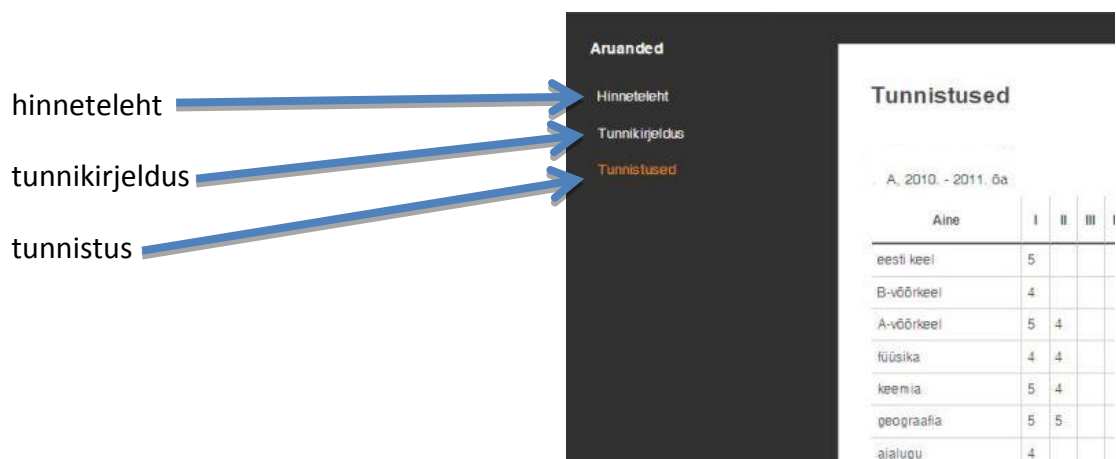 hinneteleht
tunnikirjeldus
tunnistus
Aruanded
Hinneteleht
Tunnikirjeldus
Tunnistused
Tunnistused
A, 2010. - 2011. õa
Aine I II III
eesti keel 5
B-võõrkeel 4
A-võõrkeel 5 4
füüsika 4 4
keemia 5 4
geograafia 5 5
ajalugu 4